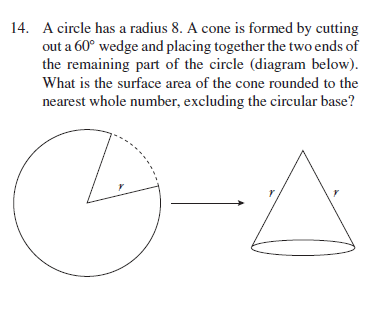 14. A circle has a radius 8. A cone is formed by cutting
out a 60° wedge and placing together the two ends of
the remaining part of the circle (diagram below).
What is the surface area of the cone rounded to the
nearest whole number, excluding the circular base?
r
r r